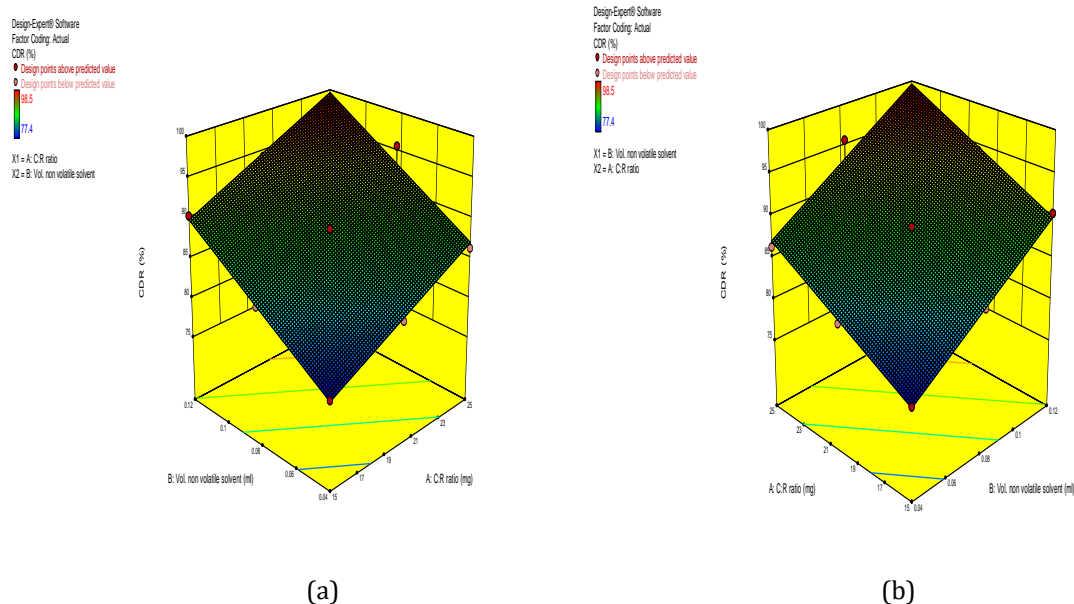 Design-Expert® Software
Factor Coding: Actual
CDR (%)
Design points above predicted value
Design points below predicted value
98.5
77.4
X1 = A: C:R ratio
X2 = B: Vol. non volatile solvent
100
95
90
85
80
75
CDR (%)
0.12
0.1
0.08
0.06
0.04
15
17
19
21
23
25
B: Vol. non volatile solvent (ml)
A: C:R ratio (mg)
(a)
Design-Expert® Software
Factor Coding: Actual
CDR (%)
Design points above predicted value
Design points below predicted value
98.5
77.4
X1 = B: Vol. non volatile solvent
X2 = A: C:R ratio
100
95
90
85
80
75
CDR (%)
25
23
21
19
17
15
0.04
0.06
0.08
0.1
0.12
A: C:R ratio (mg)
B: Vol. non volatile solvent (ml)
(b)